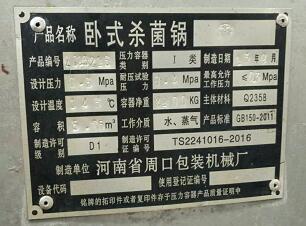 产品名称 卧式杀菌锅
产品编号 压力容器类别 I 类 制造日期
设计压力 Mpa 耐压试验压力 Mpa 最高允许工作压力 Mpa
设计温度 ℃ 容器净重 主体材料 Q235B
容积 m³ 工作介质 水、蒸气 产品标准 GB150-2011
制造许可级别 D1 制造许可证编号 TS2241016-2016
制造单位 河南省周口包装机械厂
设备代码 使用登记证编号
铭牌的拓印件或者复印件存于压力容器产品质量证明中